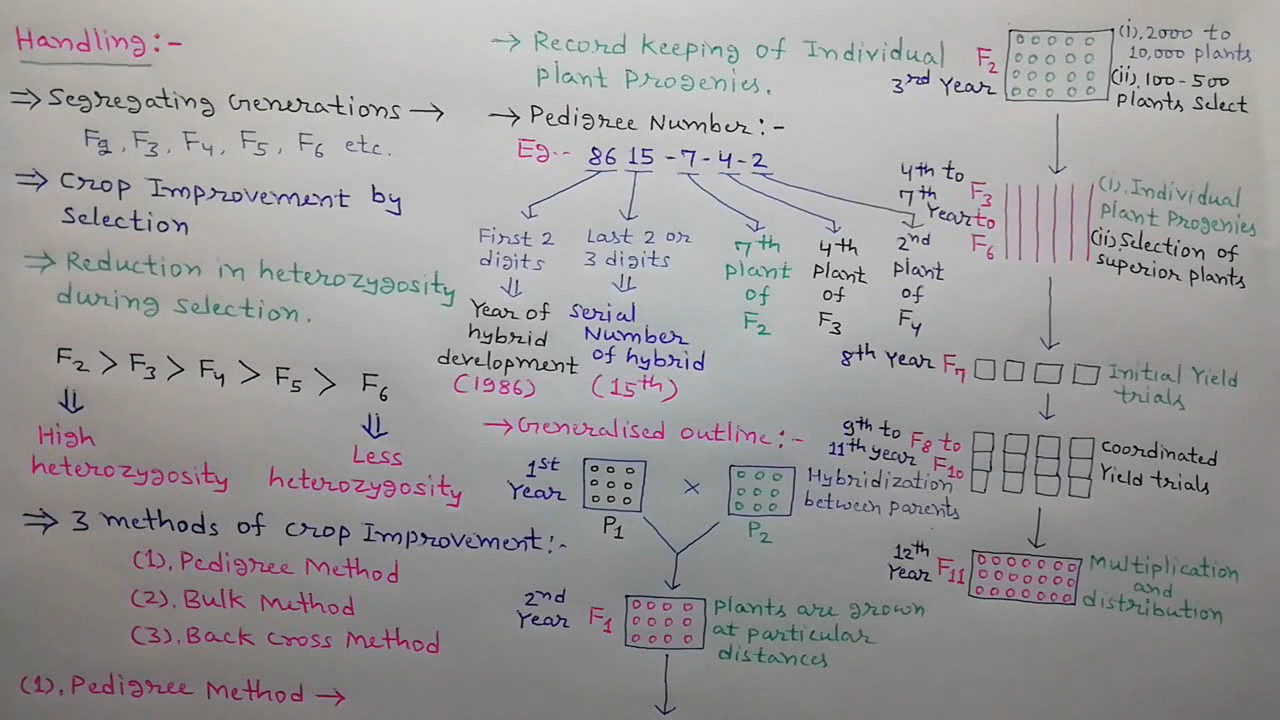 Handling:-
⇒ Segregating Generations →
F2, F3, F4, F5, F6 etc.
⇒ Crop Improvement by
Selection
⇒ Reduction in heterozygosity
during selection.
F2 > F3 > F4 > F5 > F6
⇓ ⇓
High
heterozygosity
Less
heterozygosity
⇒ 3 methods of crop Improvement:-
(1). Pedigree Method
(2). Bulk Method
(3). Back Cross Method
(1). Pedigree Method →
→ Record Keeping of Individual
plant Progenies.
→ Pedigree Number:-
Eg-- 86 15 - 7 - 4 - 2
First 2
digits
⇓
Year of
hybrid
development
(1986)
Last 2 or
3 digits
⇓
Serial
Number
of hybrid
(15th)
7th
plant
of
F2
4th
plant
of
F3
2nd
plant
of
F4
→ Generalised outline:-
1st
Year
P1
×
P2
Hybridization
between parents
2nd
Year
F1
Plants are grown
at particular
distances
F2
3rd Year
(i). 2000 to
10,000 plants
(ii). 100-500
Plants Select
4th to
7th
Year
F3
to
F6
(i). Individual
plant Progenies
(ii). Selection of
superior plants
8th Year F7
Initial Yield
trials
9th to
11th year
F8 to
F10
Coordinated
Yield trials
12th
Year
F11
Multiplication
and
distribution